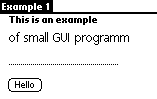 Example 1
This is an example
of small GUI programm
Hello